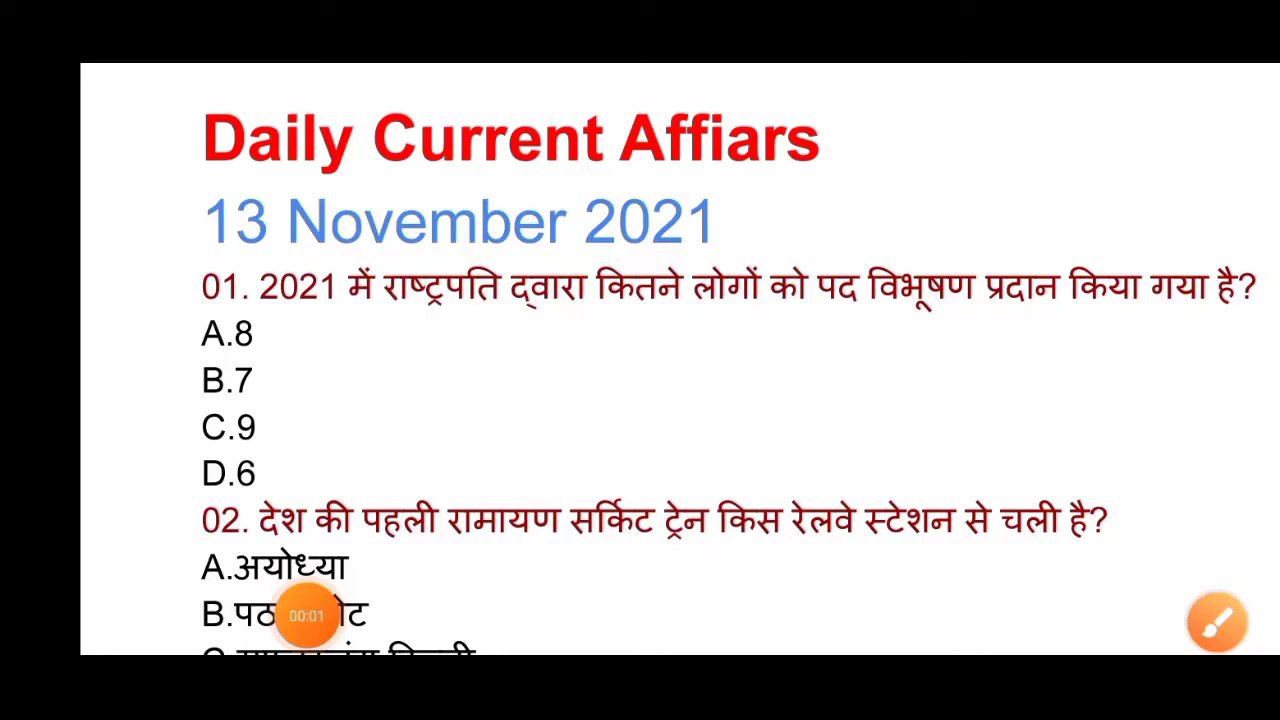 Daily Current Affiars
13 November 2021
01. 2021 में राष्ट्रपति द्वारा कितने लोगों को पद विभूषण प्रदान किया गया है?
A.8
B.7
C.9
D.6
02. देश की पहली रामायण सर्किट ट्रेन किस रेलवे स्टेशन से चली है?
A.अयोध्या
B.
00:01